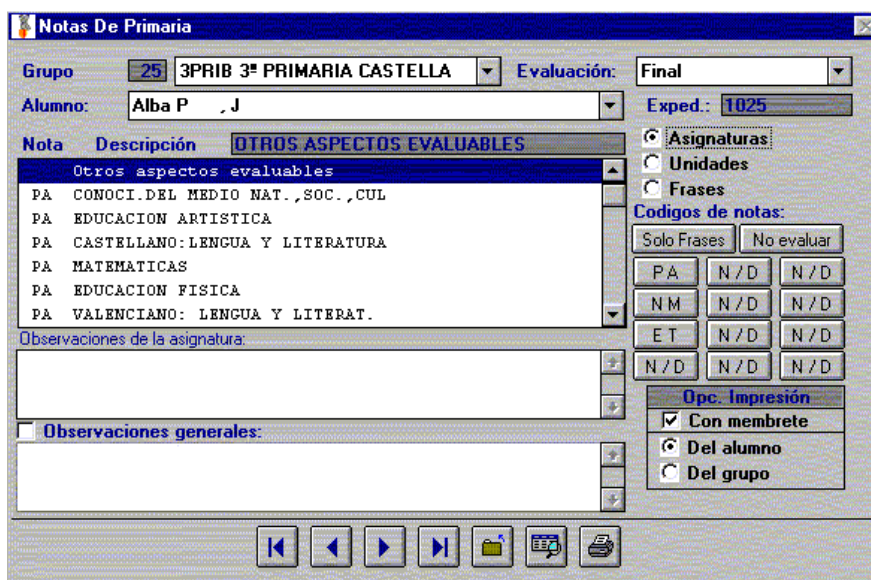 Notas De Primaria
Grupo 25 3PRIB 3ª PRIMARIA CASTELLA Evaluación: Final
Alumno: Alba P , J Exped.: 1025
Nota Descripción OTROS ASPECTOS EVALUABLES
Asignaturas
Unidades
Frases
Otros aspectos evaluables
PA CONOCI.DEL MEDIO NAT.,SOC.,CUL
PA EDUCACION ARTISTICA
PA CASTELLANO:LENGUA Y LITERATURA
PA MATEMATICAS
PA EDUCACION FISICA
PA VALENCIANO: LENGUA Y LITERAT.
Codigos de notas:
Solo Frases No evaluar
PA N/D N/D
NM N/D N/D
ET N/D N/D
N/D N/D N/D
Observaciones de la asignatura:
Opc. Impresión
Con membrete
Del alumno
Del grupo
Observaciones generales: